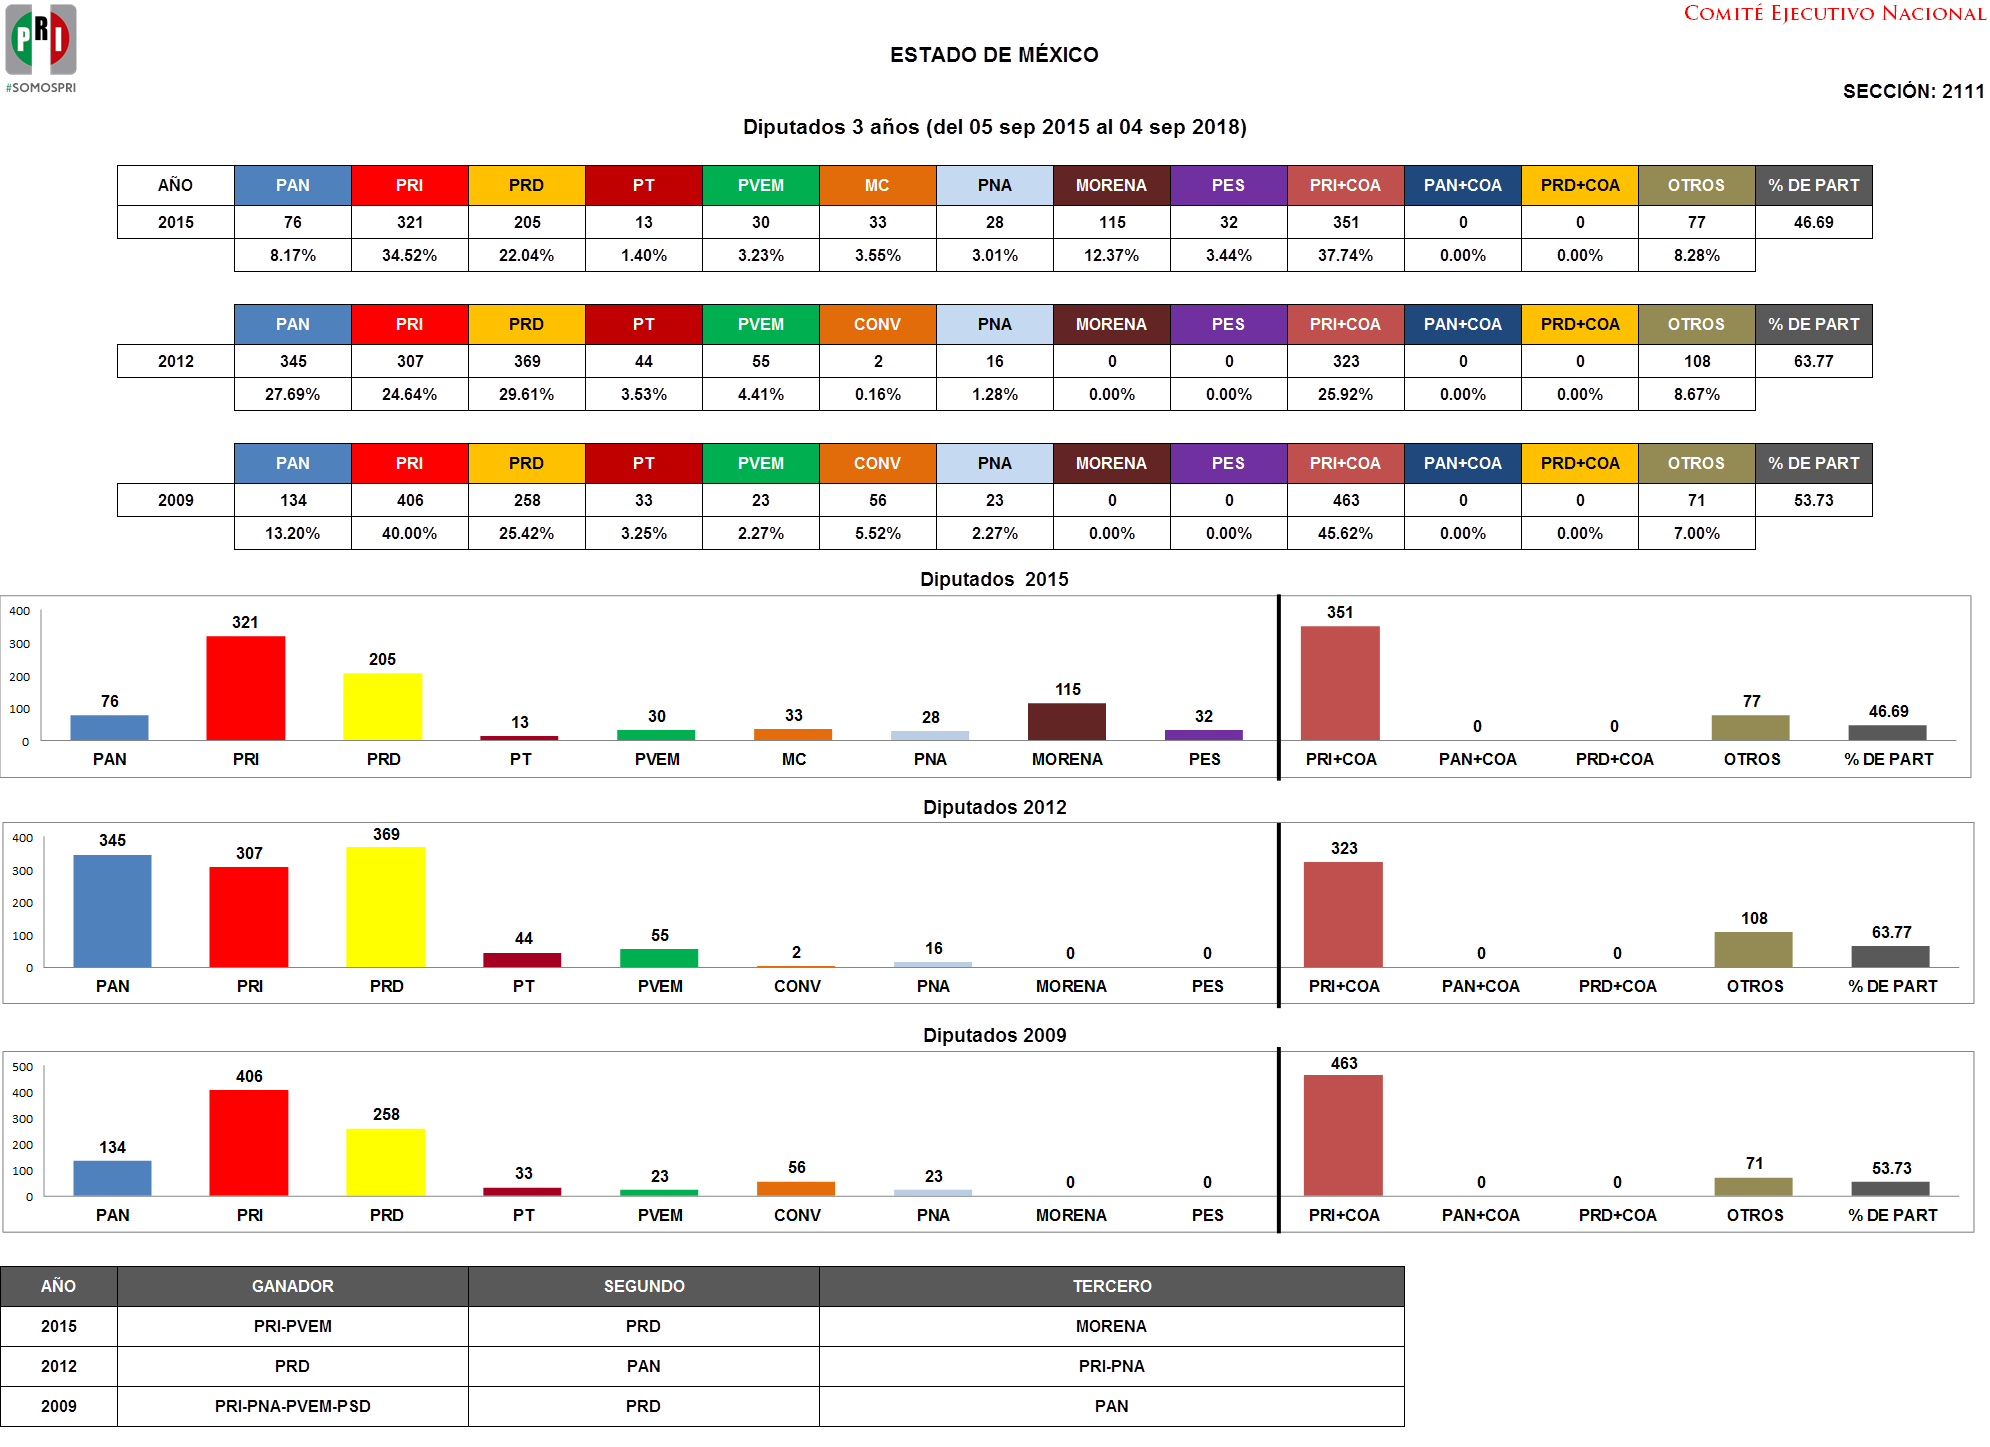 PRI
#SOMOSPRI
COMITÉ EJECUTIVO NACIONAL
ESTADO DE MÉXICO
SECCIÓN: 2111
Diputados 3 años (del 05 sep 2015 al 04 sep 2018)
AÑO PAN PRI PRD PT PVEM MC PNA MORENA PES PRI+COA PAN+COA PRD+COA OTROS % DE PART
2015 76 321 205 13 30 33 28 115 32 351 0 0 77 46.69
8.17% 34.52% 22.04% 1.40% 3.23% 3.55% 3.01% 12.37% 3.44% 37.74% 0.00% 0.00% 8.28%
PAN PRI PRD PT PVEM CONV PNA MORENA PES PRI+COA PAN+COA PRD+COA OTROS % DE PART
2012 345 307 369 44 55 2 16 0 0 323 0 0 108 63.77
27.69% 24.64% 29.61% 3.53% 4.41% 0.16% 1.28% 0.00% 0.00% 25.92% 0.00% 0.00% 8.67%
PAN PRI PRD PT PVEM CONV PNA MORENA PES PRI+COA PAN+COA PRD+COA OTROS % DE PART
2009 134 406 258 33 23 56 23 0 0 463 0 0 71 53.73
13.20% 40.00% 25.42% 3.25% 2.27% 5.52% 2.27% 0.00% 0.00% 45.62% 0.00% 0.00% 7.00%
Diputados 2015
400
300
200
100
0
76 321 205 13 30 33 28 115 32 351 0 0 77 46.69
PAN PRI PRD PT PVEM MC PNA MORENA PES PRI+COA PAN+COA PRD+COA OTROS % DE PART
Diputados 2012
400
300
200
100
0
345 307 369 44 55 2 16 0 0 323 0 0 108 63.77
PAN PRI PRD PT PVEM CONV PNA MORENA PES PRI+COA PAN+COA PRD+COA OTROS % DE PART
Diputados 2009
500
400
300
200
100
0
134 406 258 33 23 56 23 0 0 463 0 0 71 53.73
PAN PRI PRD PT PVEM CONV PNA MORENA PES PRI+COA PAN+COA PRD+COA OTROS % DE PART
AÑO GANADOR SEGUNDO TERCERO
2015 PRI-PVEM PRD MORENA
2012 PRD PAN PRI-PNA
2009 PRI-PNA-PVEM-PSD PRD PAN